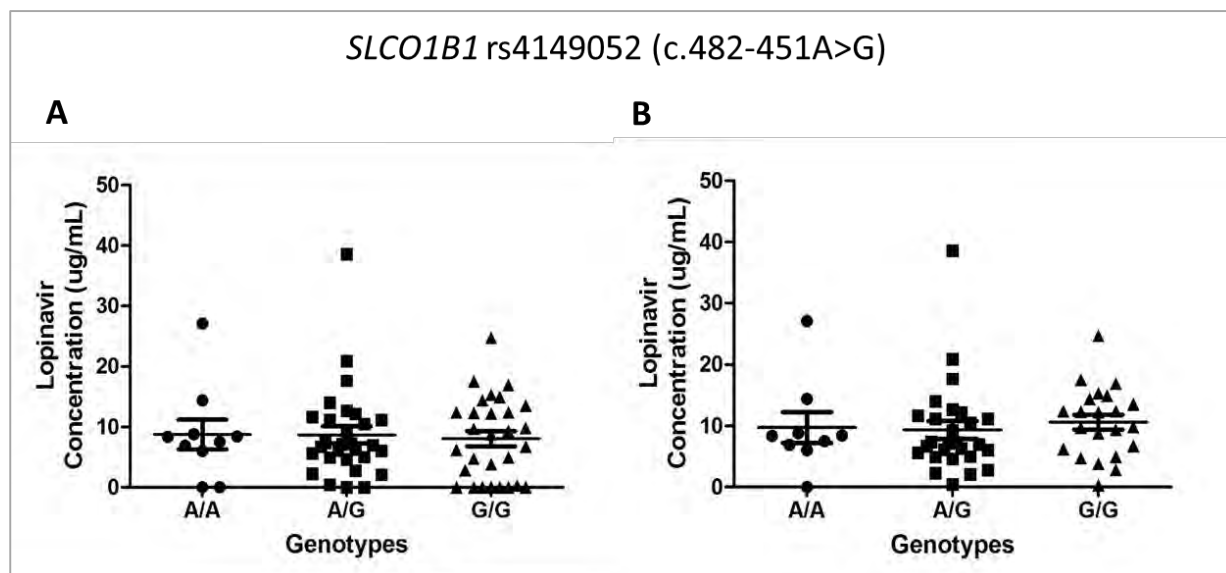 SLCO1B1 rs4149052 (c.482-451A>G)
A
B
Lopinavir
Concentration (ug/mL)
50
40
30
20
10
0
A/A A/G G/G
Genotypes
Lopinavir
Concentration (ug/mL)
50
40
30
20
10
0
A/A A/G G/G
Genotypes